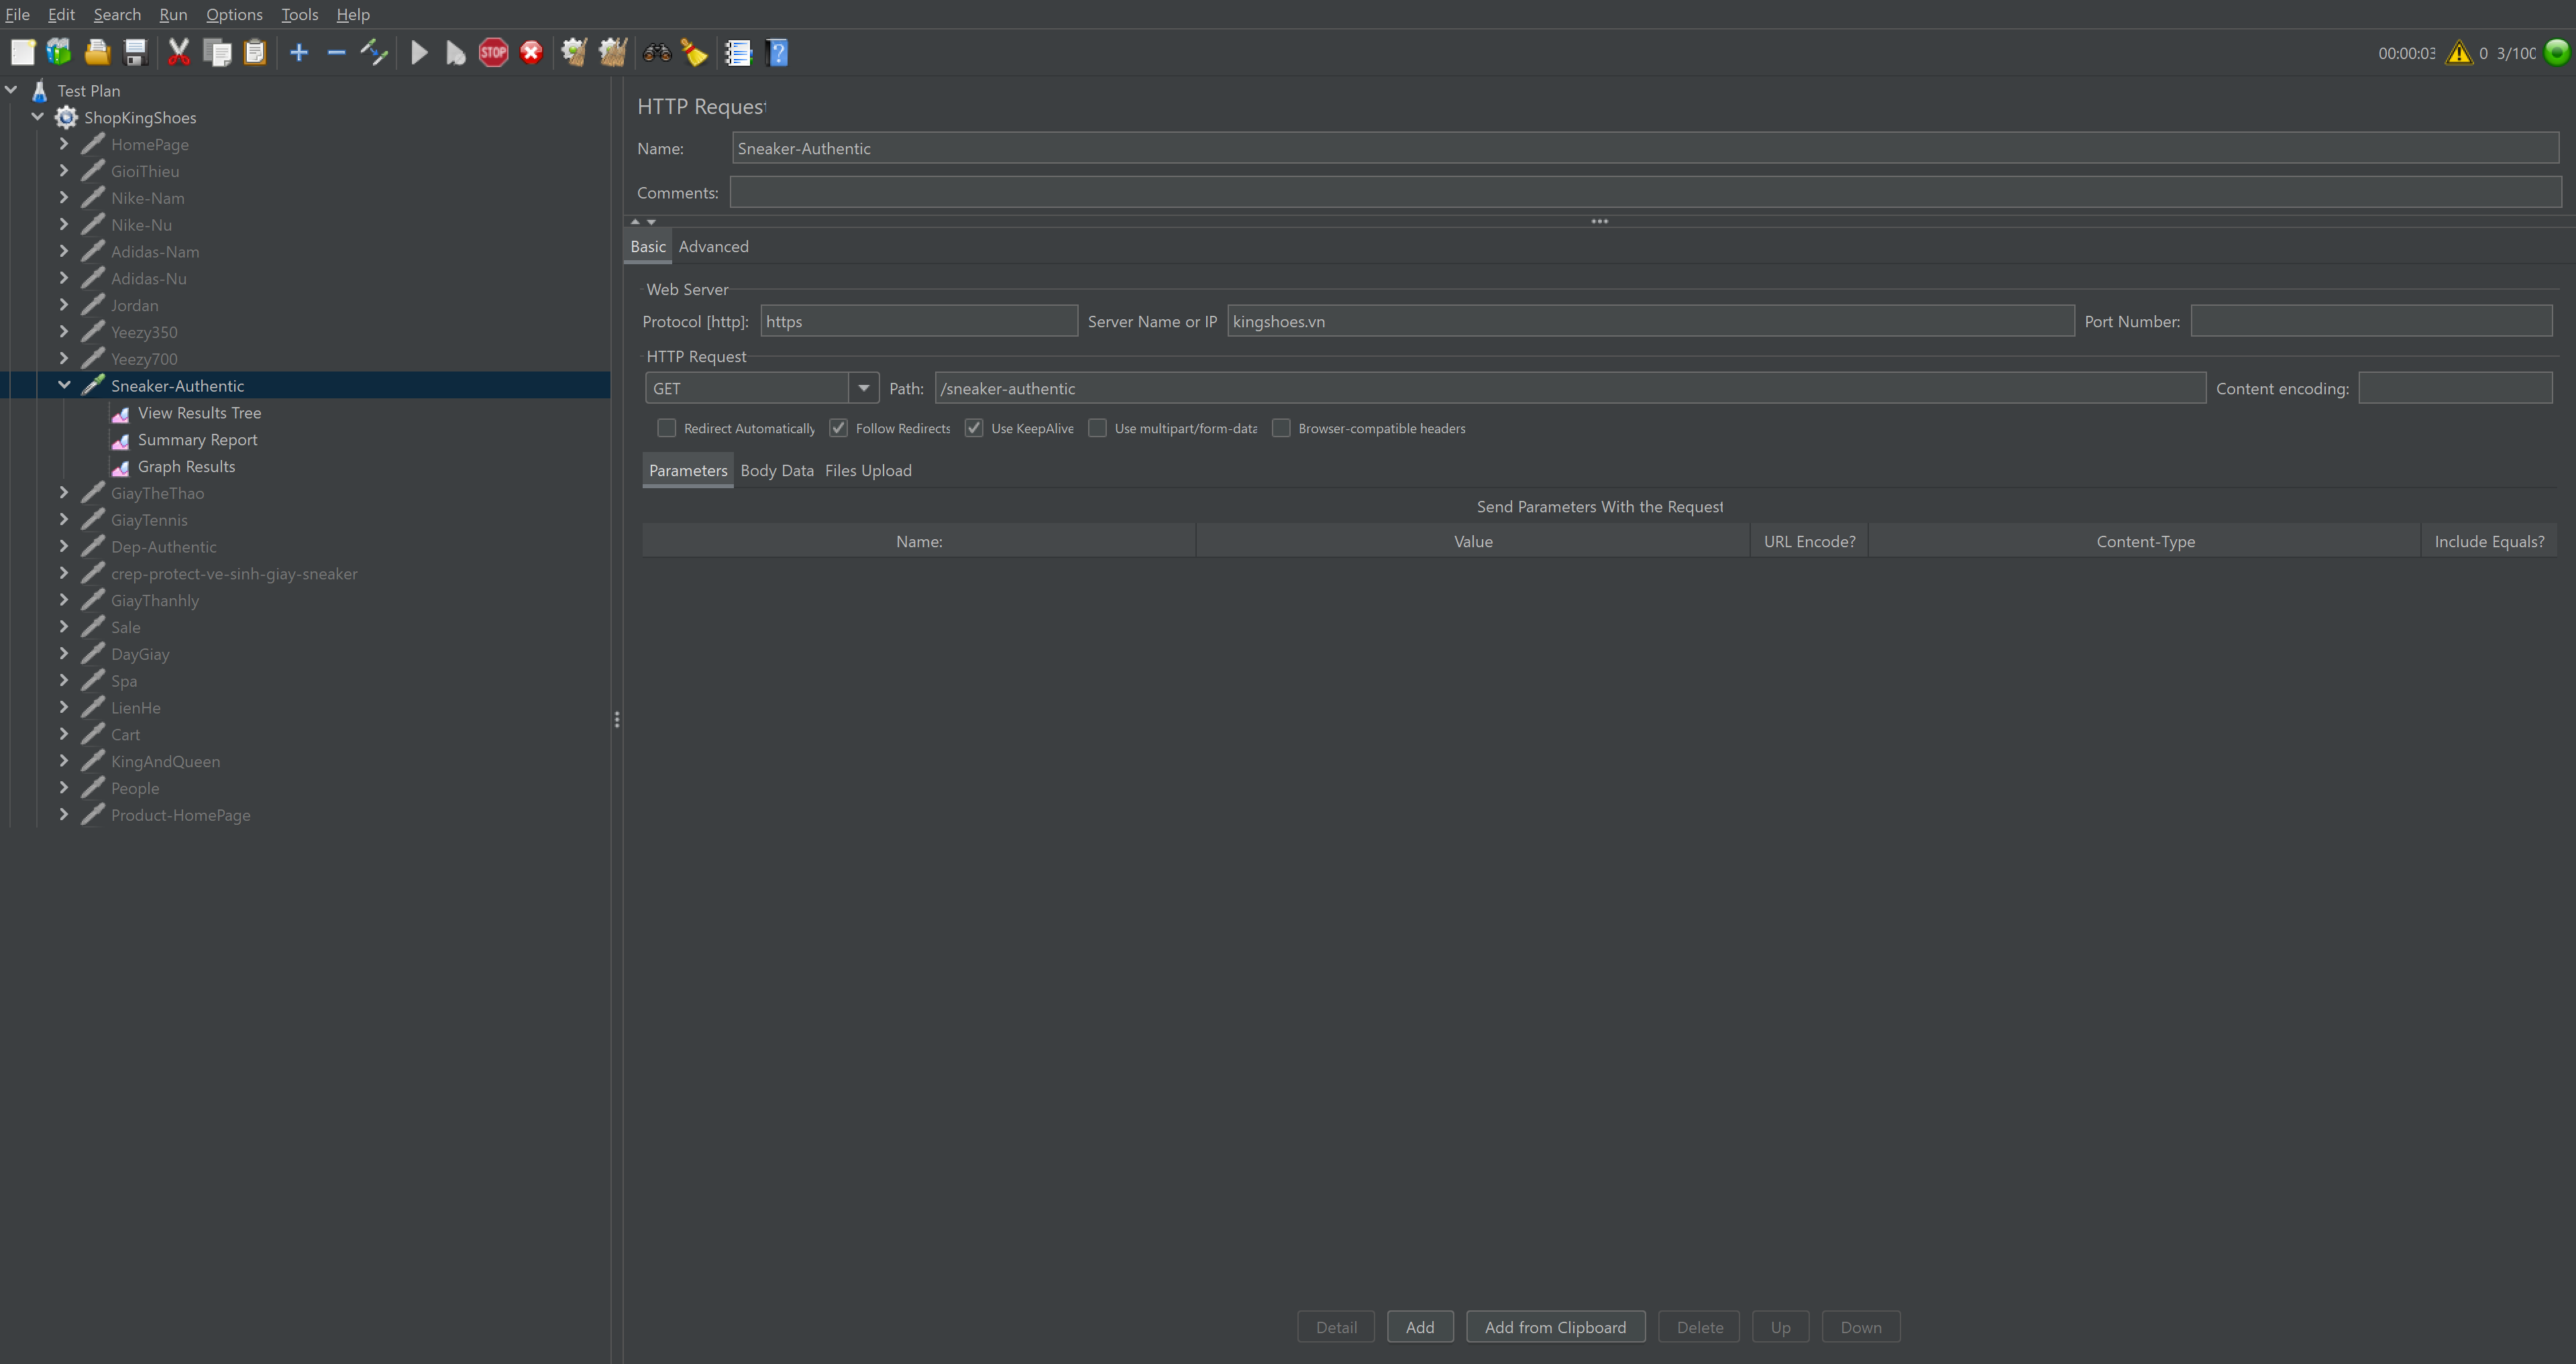 File Edit Search Run Options Tools Help
STOP
00:00:03 0 3/100
Test Plan
ShopKingShoes
HomePage
GioiThieu
Nike-Nam
Nike-Nu
Adidas-Nam
Adidas-Nu
Jordan
Yeezy350
Yeezy700
Sneaker-Authentic
View Results Tree
Summary Report
Graph Results
GiayTheThao
GiayTennis
Dep-Authentic
crep-protect-ve-sinh-giay-sneaker
GiayThanhly
Sale
DayGiay
Spa
LienHe
Cart
KingAndQueen
People
Product-HomePage
HTTP Request
Name: Sneaker-Authentic
Comments:
Basic Advanced
Web Server
Protocol [http]: https Server Name or IP kingshoes.vn Port Number:
HTTP Request
GET Path: /sneaker-authentic Content encoding:
Redirect Automatically Follow Redirects Use KeepAlive Use multipart/form-data Browser-compatible headers
Parameters Body Data Files Upload
Send Parameters With the Request
Name: Value URL Encode? Content-Type Include Equals?
Detail Add Add from Clipboard Delete Up Down